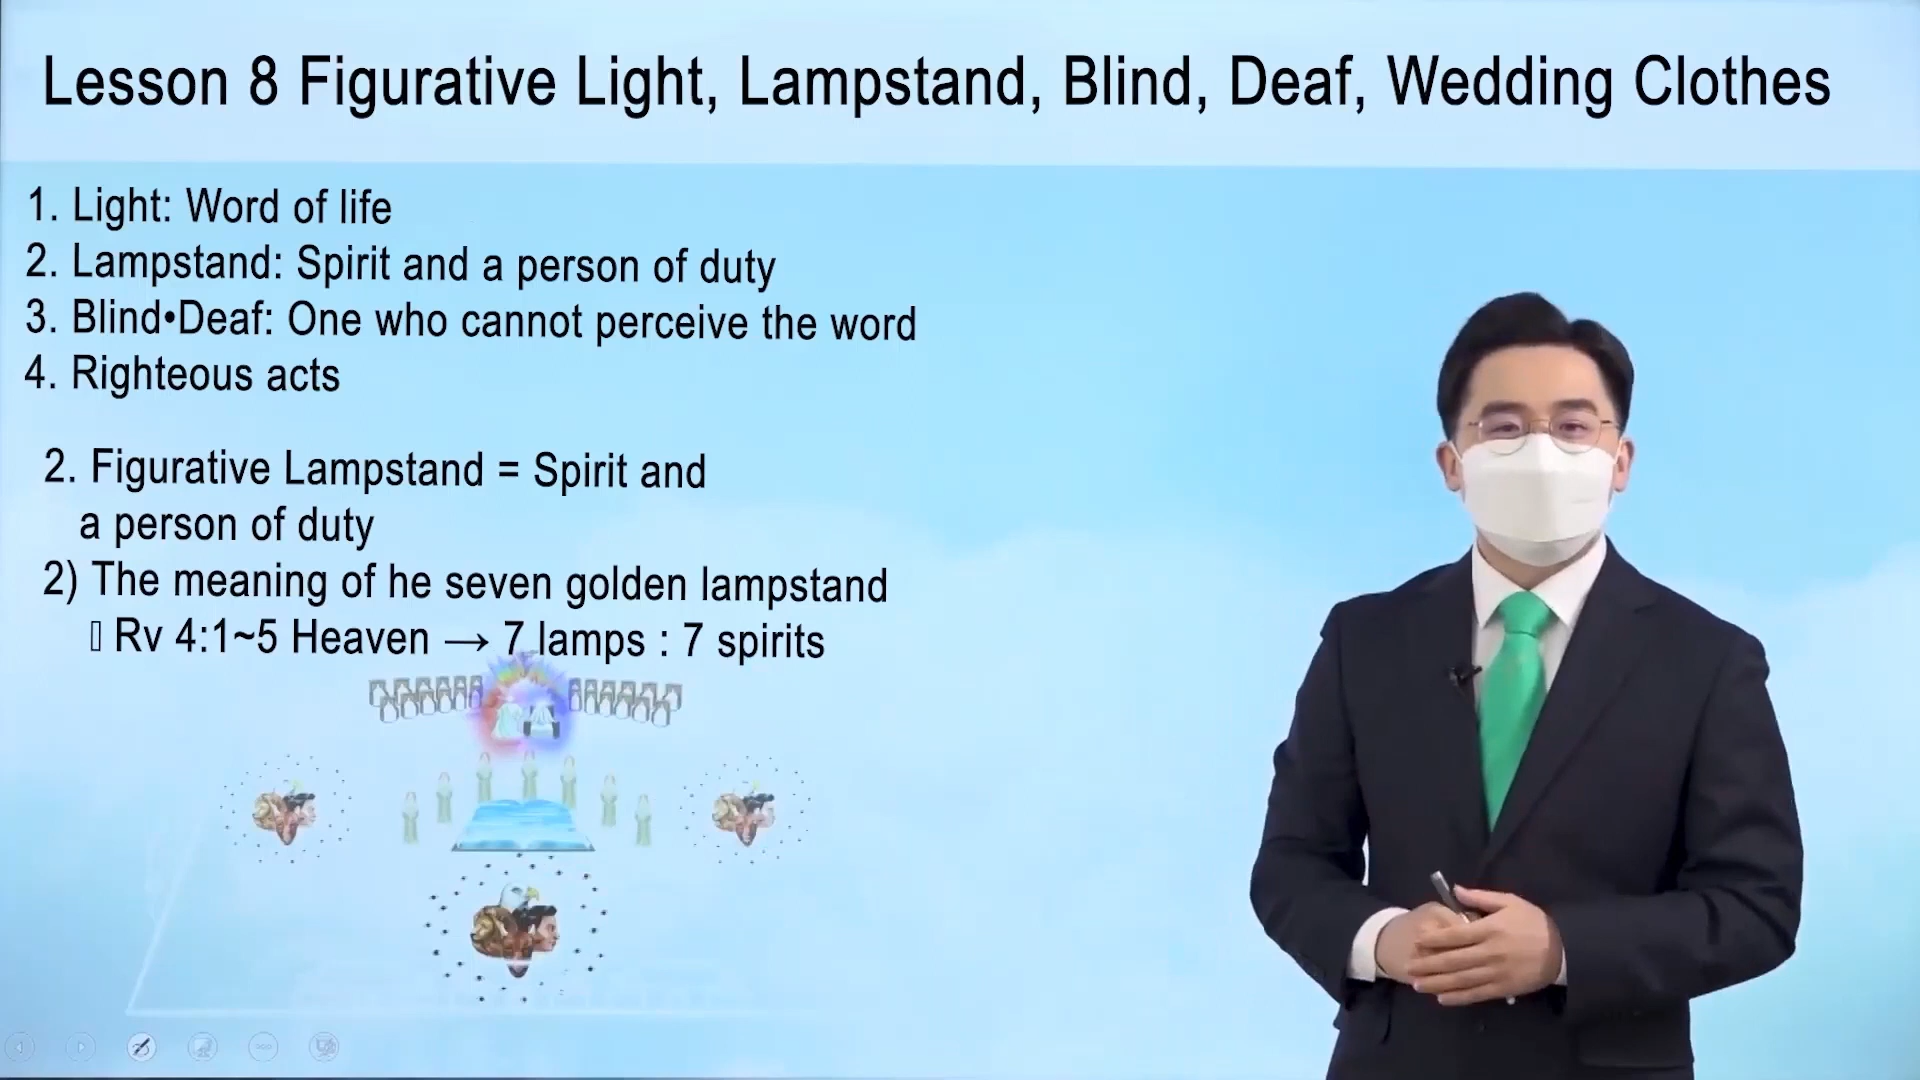 Lesson 8 Figurative Light, Lampstand, Blind, Deaf, Wedding Clothes
1. Light: Word of life
2. Lampstand: Spirit and a person of duty
3. Blind•Deaf: One who cannot perceive the word
4. Righteous acts
2. Figurative Lampstand = Spirit and
a person of duty
2) The meaning of he seven golden lampstand
▯ Rv 4:1~5 Heaven → 7 lamps : 7 spirits